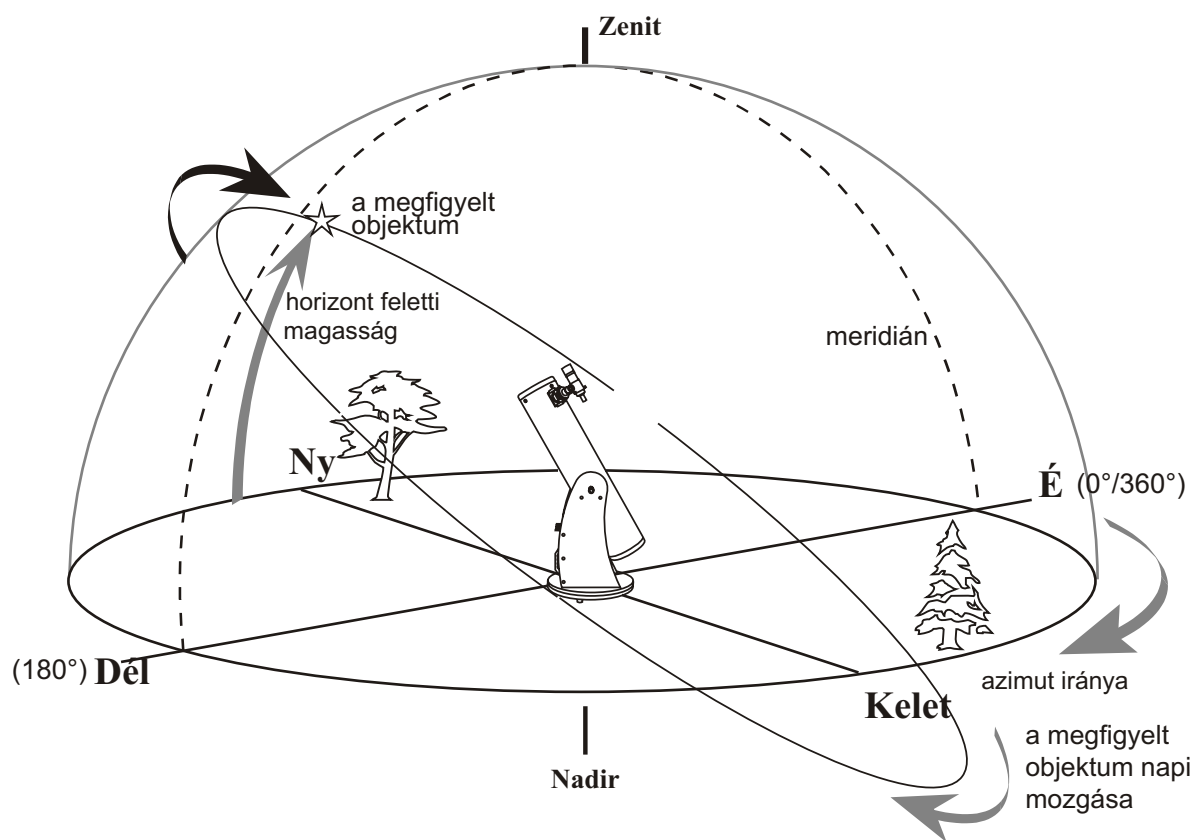 Zenit
a megfigyelt
objektum
horizont feletti
magasság
meridián
Ny
É (0°/360°)
(180°) Dél
azimut iránya
Kelet
a megfigyelt
objektum napi
mozgása
Nadir